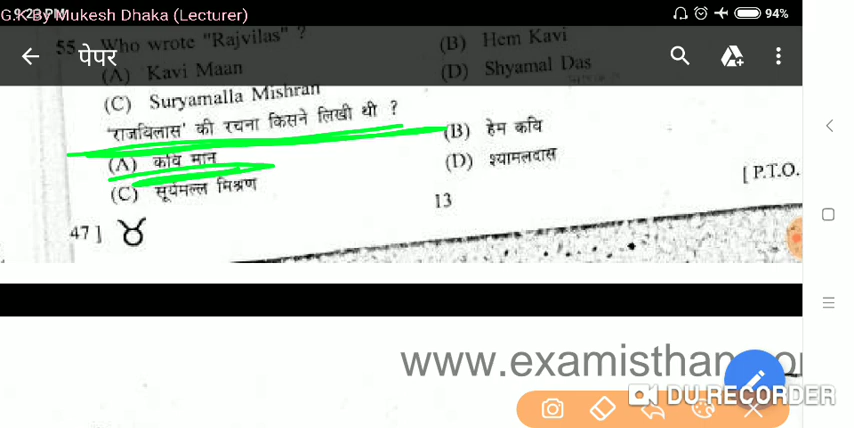 G.K By Mukesh Dhaka (Lecturer)
94%
55. Who wrote "Rajvilas" ?
पेपर
(A) Kavi Maan
(B) Hem Kavi
(C) Suryamalla Mishran
(D) Shyamal Das
'राजविलास' की रचना किसने लिखी थी ?
(A) कवि मान
(B) हेम कवि
(C) सूर्यमल्ल मिश्रण
(D) श्यामलदास
[ P.T.O.
13
47 ]
www.examisthan
DU RECORDER